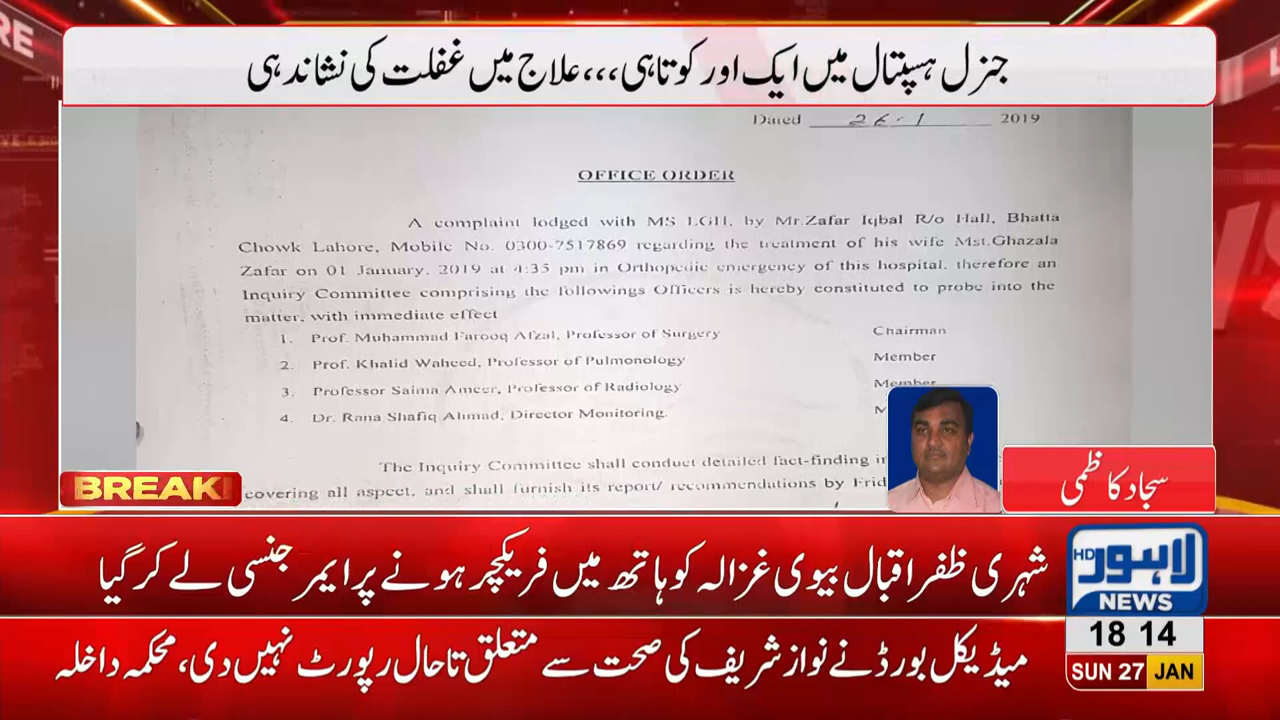 جنرل ہسپتال میں ایک اور کوتاہی،،،علاج میں غفلت کی نشاندہی
Dated 26-1 2019
OFFICE ORDER
A complaint lodged with MS LGH, by Mr.Zafar Iqbal R/o Hall, Bhatta
Chowk Lahore, Mobile No. 0300-7517869 regarding the treatment of his wife Mst.Ghazala
Zafar on 01 January, 2019 at 4:35 pm in Orthopedic emergency of this hospital, therefore an
Inquiry Committee comprising the followings Officers is hereby constituted to probe into the
matter, with immediate effect
1. Prof. Muhammad Farooq Afzal, Professor of Surgery Chairman
2. Prof. Khalid Waheed, Professor of Pulmonology Member
3. Professor Saima Ameer, Professor of Radiology Member
4. Dr. Rana Shafiq Ahmad, Director Monitoring.
The Inquiry Committee shall conduct detailed fact-finding
covering all aspect, and shall furnish its report/ recommendations by
سجاد کاظمی
BREAKI
شہری ظفر اقبال بیوی غزالہ کو ہاتھ میں فریکچر ہونے پر ایمرجنسی لے کر گیا
HD لاہور
NEWS
18 14
SUN 27 JAN
میڈیکل بورڈ نے نواز شریف کی صحت سے متعلق تاحال رپورٹ نہیں دی، محکمہ داخلہ